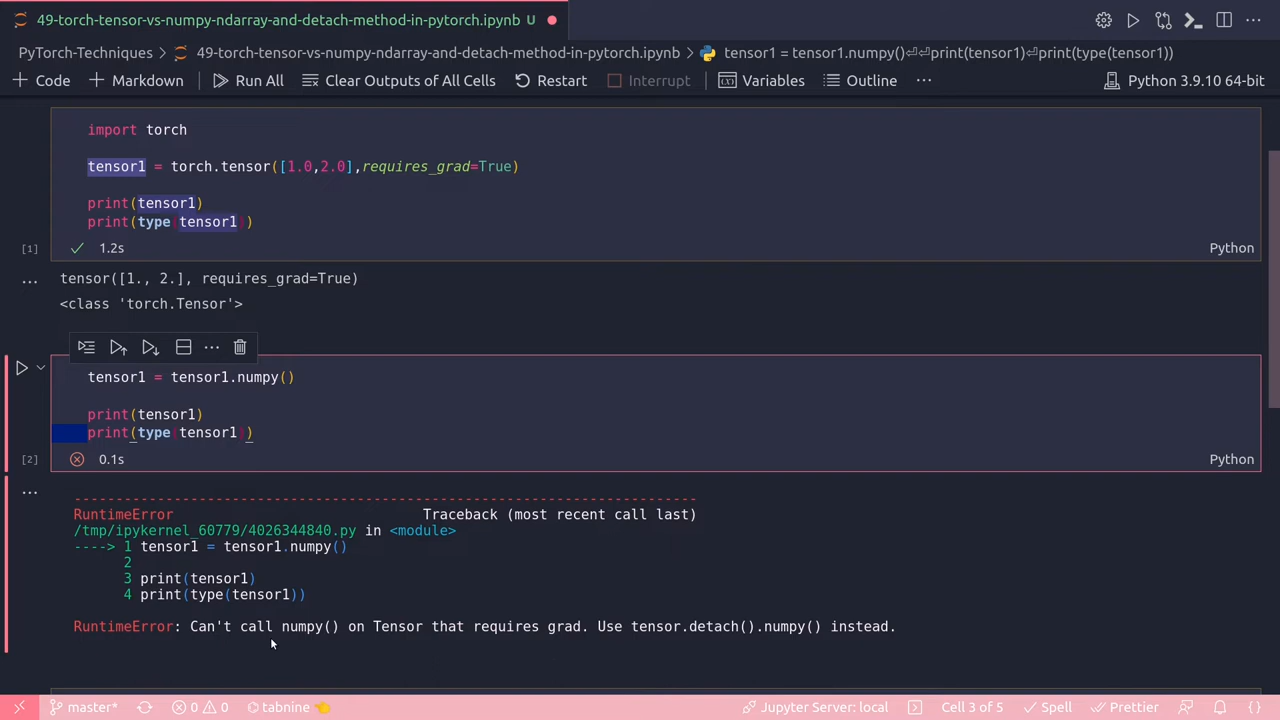 49-torch-tensor-vs-numpy-ndarray-and-detach-method-in-pytorch.ipynb U
PyTorch-Techniques > 49-torch-tensor-vs-numpy-ndarray-and-detach-method-in-pytorch.ipynb > tensor1 = tensor1.numpy()⏎⏎print(tensor1)⏎print(type(tensor1))
+ Code + Markdown Run All Clear Outputs of All Cells Restart Interrupt Variables Outline ... Python 3.9.10 64-bit
import torch
tensor1 = torch.tensor([1.0,2.0],requires_grad=True)
print(tensor1)
print(type(tensor1))
[1] 1.2s Python
tensor([1., 2.], requires_grad=True)
<class 'torch.Tensor'>
tensor1 = tensor1.numpy()
print(tensor1)
print(type(tensor1))
[2] 0.1s Python
---------------------------------------------------------------------------
RuntimeError Traceback (most recent call last)
/tmp/ipykernel_60779/4026344840.py in <module>
----> 1 tensor1 = tensor1.numpy()
2
3 print(tensor1)
4 print(type(tensor1))
RuntimeError: Can't call numpy() on Tensor that requires grad. Use tensor.detach().numpy() instead.
master* 0 0 tabnine 👈 Jupyter Server: local Cell 3 of 5 Spell Prettier